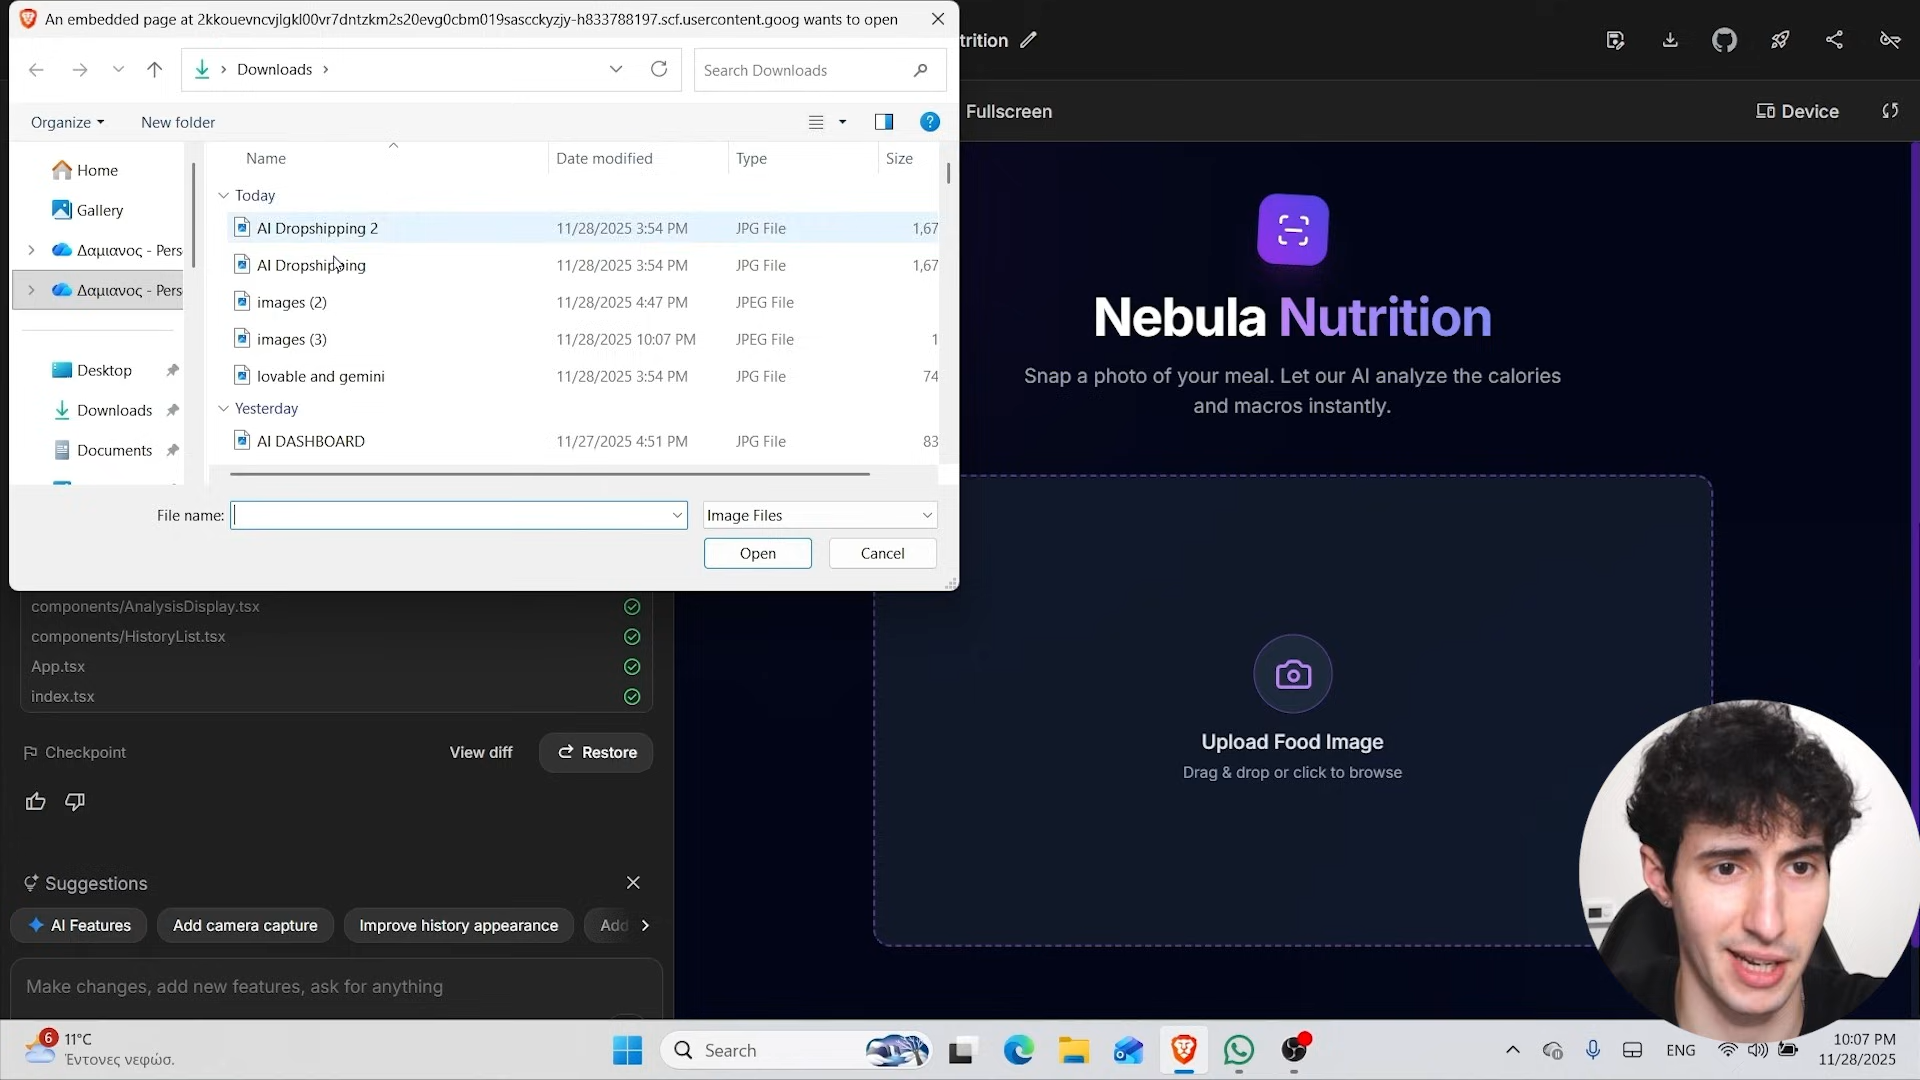 An embedded page at 2kkouevncvjlgkl00vr7dntzkm2s20evg0cbm019sascckyzjy-h833788197.scf.usercontent.goog wants to open
trition
Downloads
Search Downloads
Fullscreen
Device
Organize
New folder
Name
Date modified
Type
Size
Home
Gallery
Δαμιανος - Pers
Δαμιανος - Pers
Desktop
Downloads
Documents
Today
AI Dropshipping 2 11/28/2025 3:54 PM JPG File 1,67
AI Dropshipping 11/28/2025 3:54 PM JPG File 1,67
images (2) 11/28/2025 4:47 PM JPEG File
images (3) 11/28/2025 10:07 PM JPEG File 1
lovable and gemini 11/28/2025 3:54 PM JPG File 74
Yesterday
AI DASHBOARD 11/27/2025 4:51 PM JPG File 83
File name:
Image Files
Open
Cancel
Nebula Nutrition
Snap a photo of your meal. Let our AI analyze the calories
and macros instantly.
Upload Food Image
Drag & drop or click to browse
components/AnalysisDisplay.tsx
components/HistoryList.tsx
App.tsx
index.tsx
Checkpoint
View diff
Restore
Suggestions
AI Features
Add camera capture
Improve history appearance
Add
Make changes, add new features, ask for anything
6
11°C
Έντονες νεφώσ.
Search
ENG
10:07 PM
11/28/2025